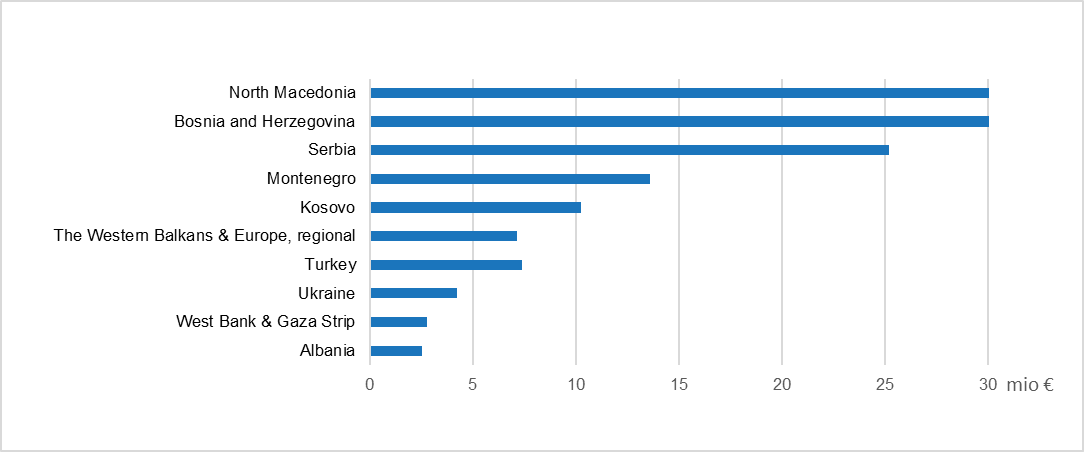 North Macedonia
Bosnia and Herzegovina
Serbia
Montenegro
Kosovo
The Western Balkans & Europe, regional
Turkey
Ukraine
West Bank & Gaza Strip
Albania
0 5 10 15 20 25 30 mio €